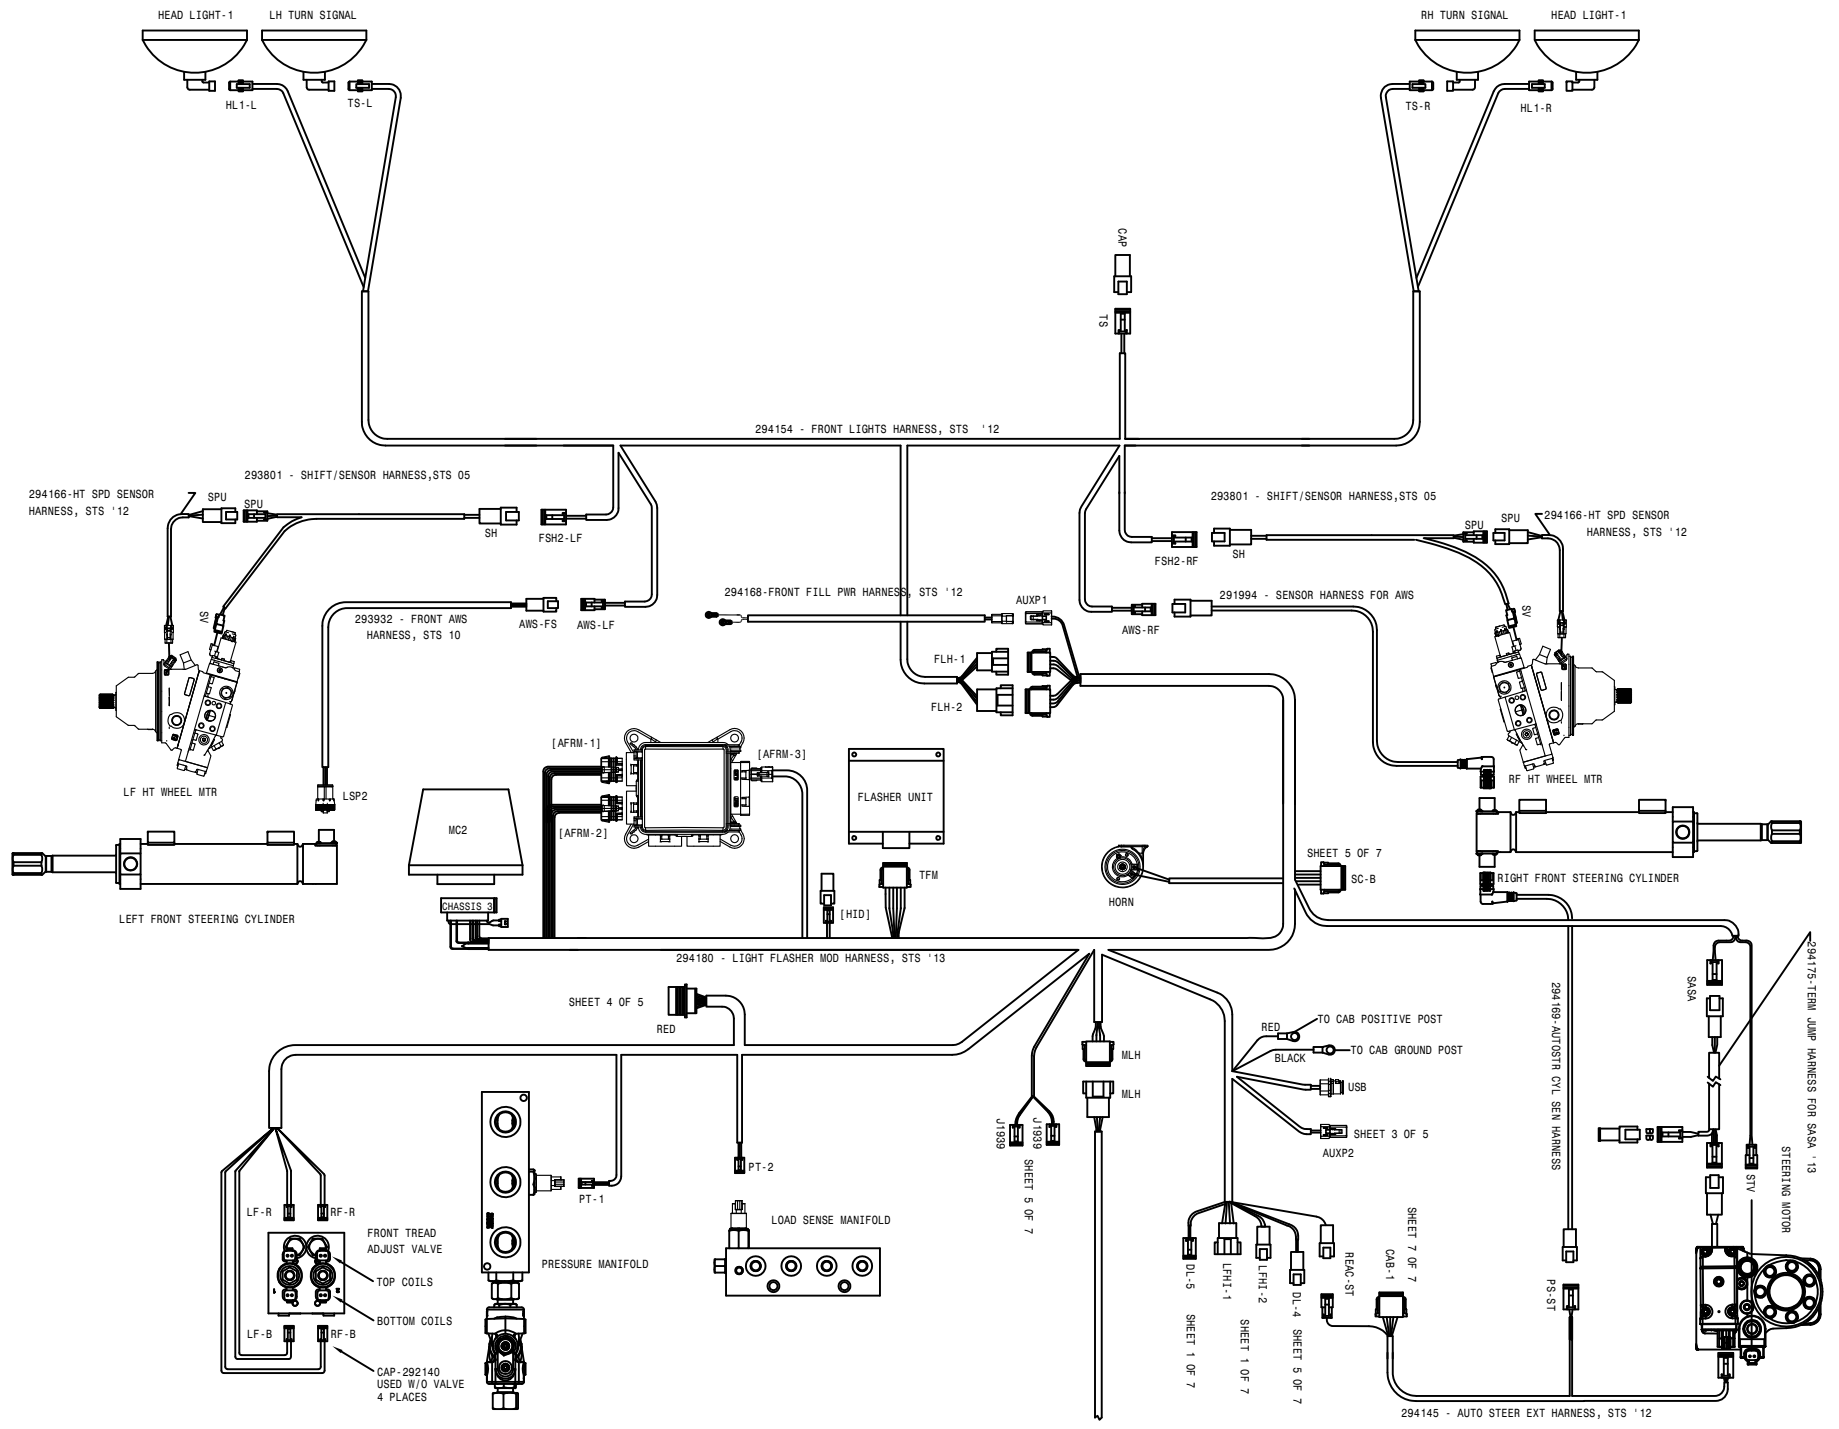 HEAD LIGHT-1
LH TURN SIGNAL
RH TURN SIGNAL
HEAD LIGHT-1
HL1-L
TS-L
TS-R
HL1-R
CAP
TS
294154 - FRONT LIGHTS HARNESS, STS '12
293801 - SHIFT/SENSOR HARNESS,STS 05
294166-HT SPD SENSOR
HARNESS, STS '12
SPU
SPU
SH
FSH2-LF
293801 - SHIFT/SENSOR HARNESS,STS 05
SPU
SPU
294166-HT SPD SENSOR
HARNESS, STS '12
FSH2-RF
SH
SV
293932 - FRONT AWS
HARNESS, STS 10
AWS-FS
AWS-LF
294168-FRONT FILL PWR HARNESS, STS '12
AUXP1
AWS-RF
291994 - SENSOR HARNESS FOR AWS
SV
FLH-1
FLH-2
LF HT WHEEL MTR
LSP2
[AFRM-1]
[AFRM-2]
[AFRM-3]
MC2
FLASHER UNIT
RF HT WHEEL MTR
CHASSIS 3
[HID]
TFM
HORN
SHEET 5 OF 7
SC-B
LEFT FRONT STEERING CYLINDER
RIGHT FRONT STEERING CYLINDER
294180 - LIGHT FLASHER MOD HARNESS, STS '13
SHEET 4 OF 5
RED
RED
TO CAB POSITIVE POST
BLACK
TO CAB GROUND POST
USB
SHEET 3 OF 5
AUXP2
MLH
MLH
J1939
J1939
SHEET 5 OF 7
SASA
294175-TERM JUMP HARNESS FOR SASA '13
294169-AUTOSTR CYL SEN HARNESS
BB
STV
STEERING MOTOR
PT-2
PT-1
LF-R
RF-R
FRONT TREAD
ADJUST VALVE
TOP COILS
BOTTOM COILS
1
2
LF-B
RF-B
CAP-292140
USED W/O VALVE
4 PLACES
PRESSURE MANIFOLD
LOAD SENSE MANIFOLD
DL-5
SHEET 1 OF 7
LFHI-1
LFHI-2
SHEET 1 OF 7
DL-4
SHEET 5 OF 7
REAC-ST
CAB-1
SHEET 7 OF 7
PS-ST
294145 - AUTO STEER EXT HARNESS, STS '12